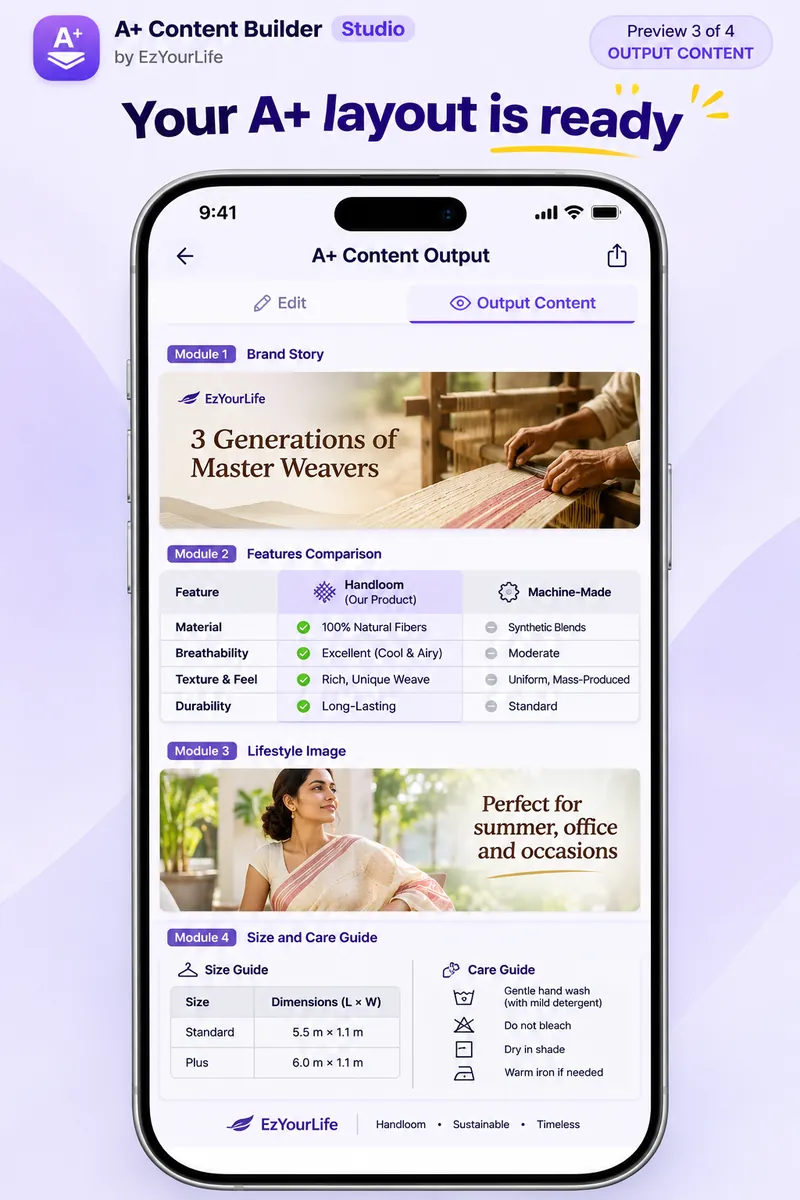 A+
A+ Content Builder Studio
by EzYourLife
Preview 3 of 4
OUTPUT CONTENT
Your A+ layout is ready
9:41
A+ Content Output
Edit
Output Content
Module 1 Brand Story
EzYourLife
3 Generations of
Master Weavers
Module 2 Features Comparison
Feature Handloom (Our Product) Machine-Made
Material 100% Natural Fibers Synthetic Blends
Breathability Excellent (Cool & Airy) Moderate
Texture & Feel Rich, Unique Weave Uniform, Mass-Produced
Durability Long-Lasting Standard
Module 3 Lifestyle Image
Perfect for
summer, office
and occasions
Module 4 Size and Care Guide
Size Guide
Size Dimensions (L × W)
Standard 5.5 m × 1.1 m
Plus 6.0 m × 1.1 m
Care Guide
Gentle hand wash
(with mild detergent)
Do not bleach
Dry in shade
Warm iron if needed
EzYourLife
Handloom • Sustainable • Timeless